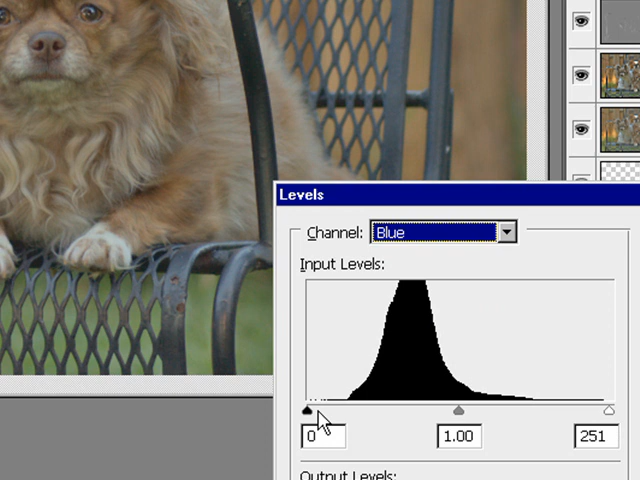 Levels
Channel: Blue
Input Levels:
0 1.00 251
Output Levels: